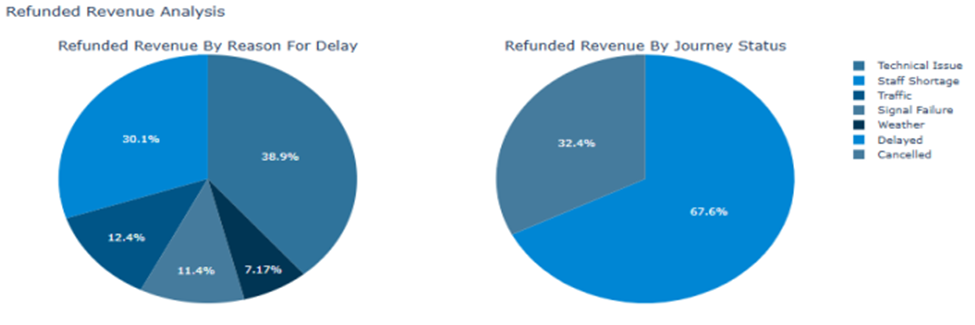 Refunded Revenue Analysis
Refunded Revenue By Reason For Delay
30.1%
38.9%
12.4%
11.4%
7.17%
Refunded Revenue By Journey Status
32.4%
67.6%
Technical Issue
Staff Shortage
Traffic
Signal Failure
Weather
Delayed
Cancelled